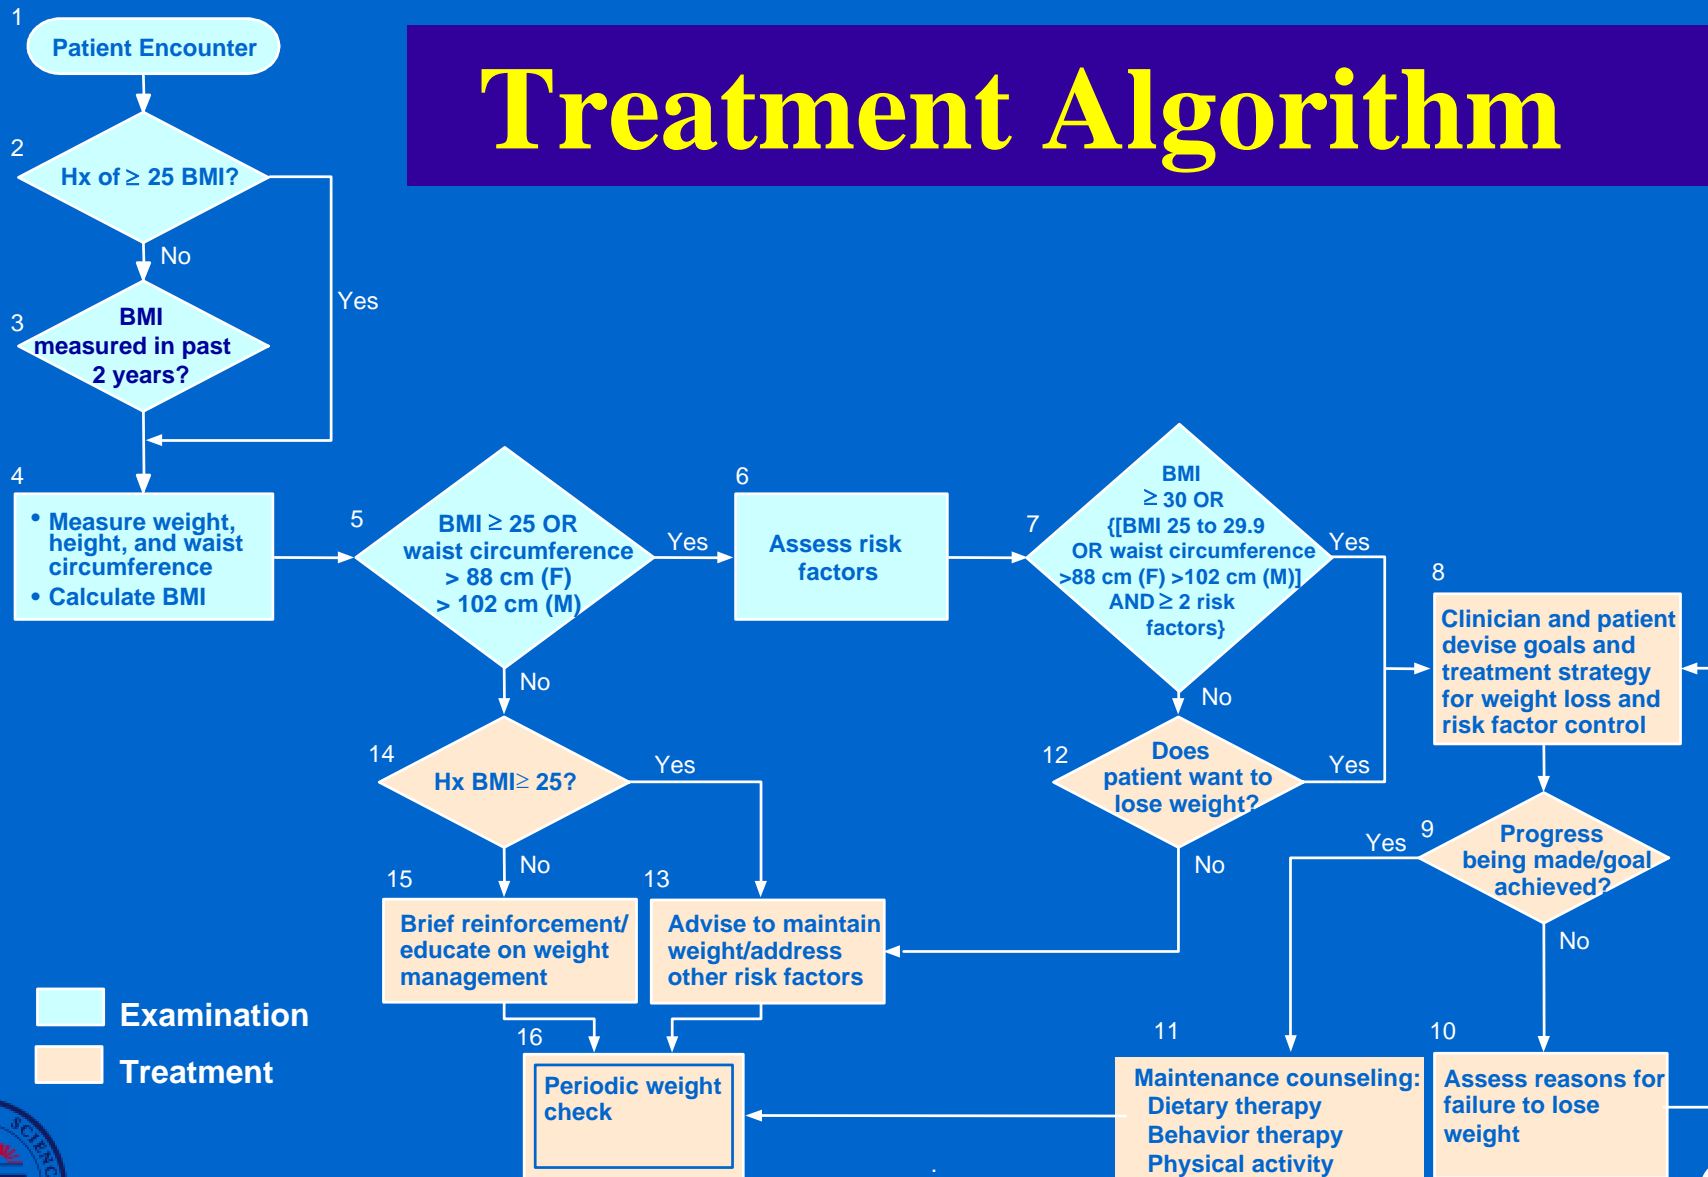 Treatment Algorithm
1
Patient Encounter
2
Hx of ≥ 25 BMI?
No
Yes
3
BMI
measured in past
2 years?
4
• Measure weight,
height, and waist
circumference
• Calculate BMI
5
BMI ≥ 25 OR
waist circumference
> 88 cm (F)
> 102 cm (M)
Yes
No
6
Assess risk
factors
7
BMI
≥ 30 OR
{[BMI 25 to 29.9
OR waist circumference
>88 cm (F) >102 cm (M)]
AND ≥ 2 risk
factors}
Yes
No
8
Clinician and patient
devise goals and
treatment strategy
for weight loss and
risk factor control
14
Hx BMI≥ 25?
Yes
No
12
Does
patient want to
lose weight?
Yes
No
9
Progress
being made/goal
achieved?
Yes
No
15
Brief reinforcement/
educate on weight
management
13
Advise to maintain
weight/address
other risk factors
Examination
Treatment
16
Periodic weight
check
11
Maintenance counseling:
Dietary therapy
Behavior therapy
Physical activity
10
Assess reasons for
failure to lose
weight